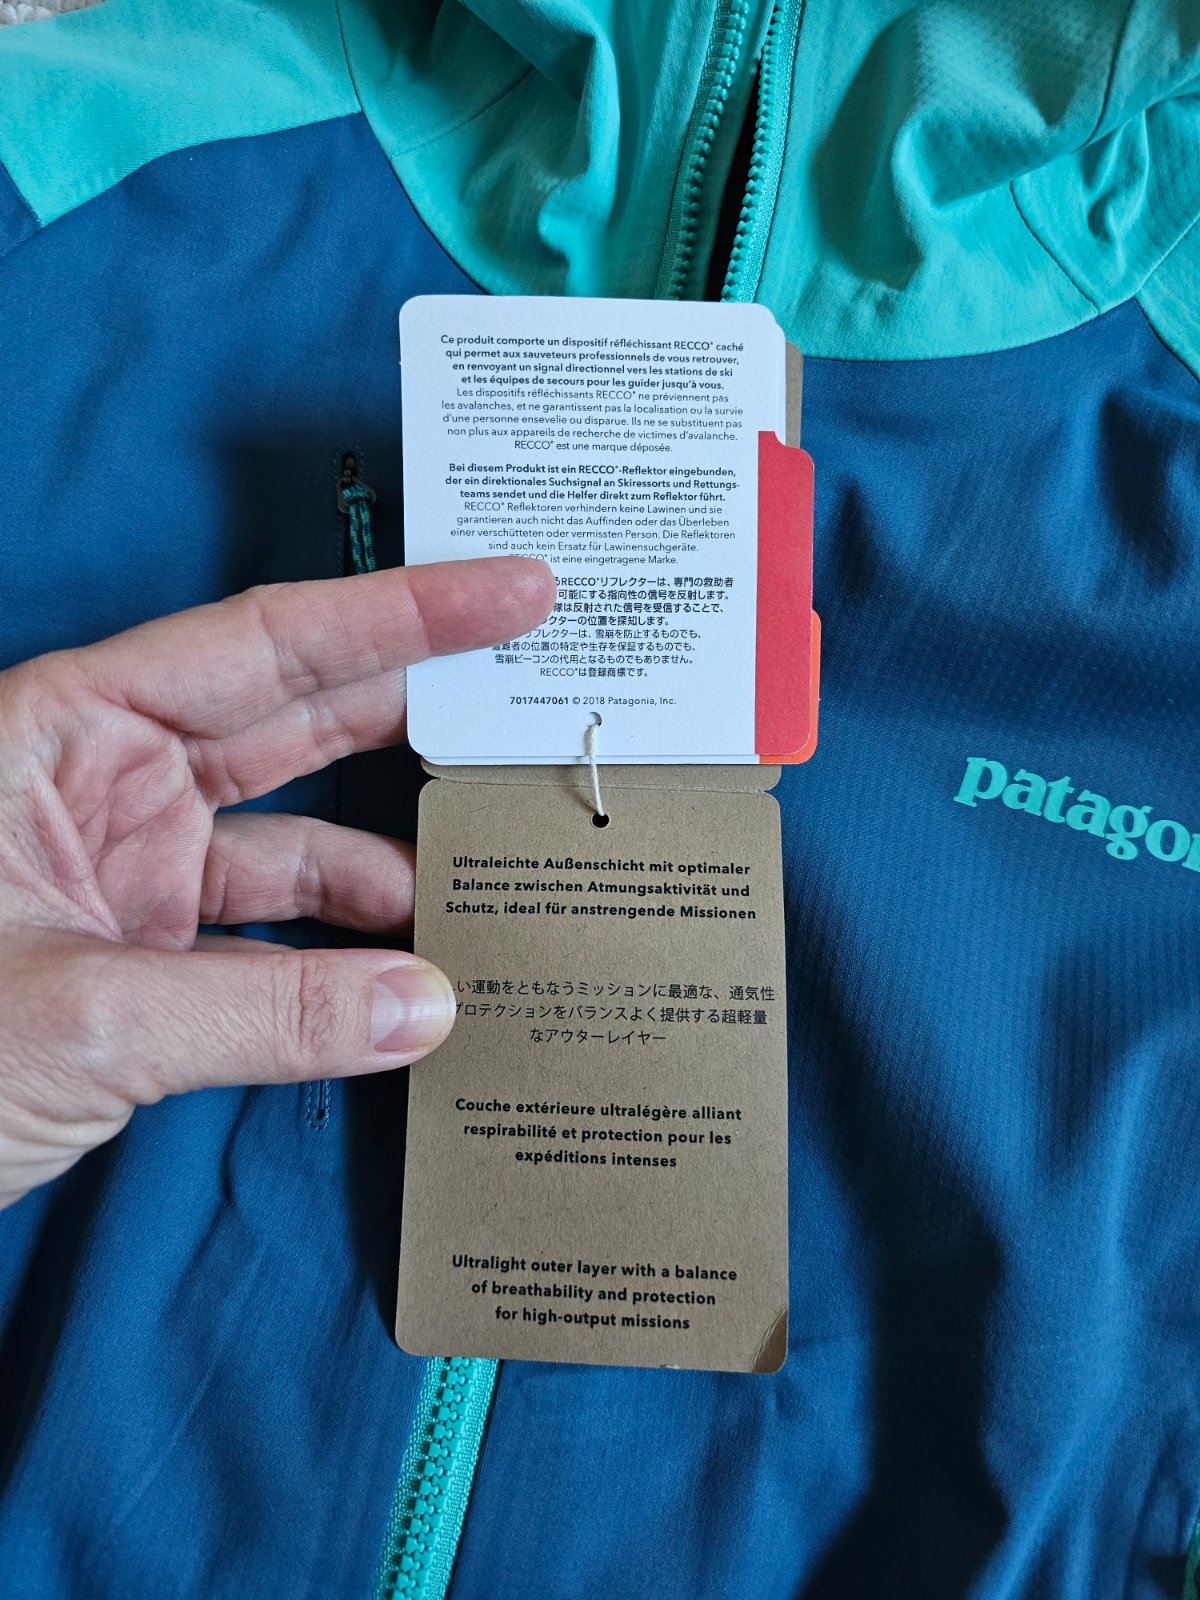 Ce produit comporte un dispositif réfléchissant RECCO® caché
qui permet aux sauveteurs professionnels de vous retrouver,
en renvoyant un signal directionnel vers les stations de ski
et les équipes de secours pour les guider jusqu'à vous.
Les dispositifs réfléchissants RECCO® ne préviennent pas
les avalanches, et ne garantissent pas la localisation ou la survie
d'une personne ensevelie ou disparue. Ils ne se substituent pas
non plus aux appareils de recherche de victimes d'avalanche.
RECCO® est une marque déposée.
Bei diesem Produkt ist ein RECCO®-Reflektor eingebunden,
der ein direktionales Suchsignal an Skiressorts und Rettungs-
teams sendet und die Helfer direkt zum Reflektor führt.
RECCO® Reflektoren verhindern keine Lawinen und sie
garantieren auch nicht das Auffinden oder das Überleben
einer verschütteten oder vermissten Person. Die Reflektoren
sind auch kein Ersatz für Lawinensuchgeräte.
RECCO® ist eine eingetragene Marke.
るRECCO®リフレクターは、専門の救助者
可能にする指向性の信号を反射します。
隊は反射された信号を受信することで、
クターの位置を探知します。
リフレクターは、雪崩を防止するものでも、
遭難者の位置の特定や生存を保証するものでも、
雪崩ビーコンの代用となるものでもありません。
RECCO®は登録商標です。
7017447061 © 2018 Patagonia, Inc.
patagon
Ultraleichte Außenschicht mit optimaler
Balance zwischen Atmungsaktivität und
Schutz, ideal für anstrengende Missionen
い運動をともなうミッションに最適な、通気性
プロテクションをバランスよく提供する超軽量
なアウターレイヤー
Couche extérieure ultralégère alliant
respirabilité et protection pour les
expéditions intenses
Ultralight outer layer with a balance
of breathability and protection
for high-output missions